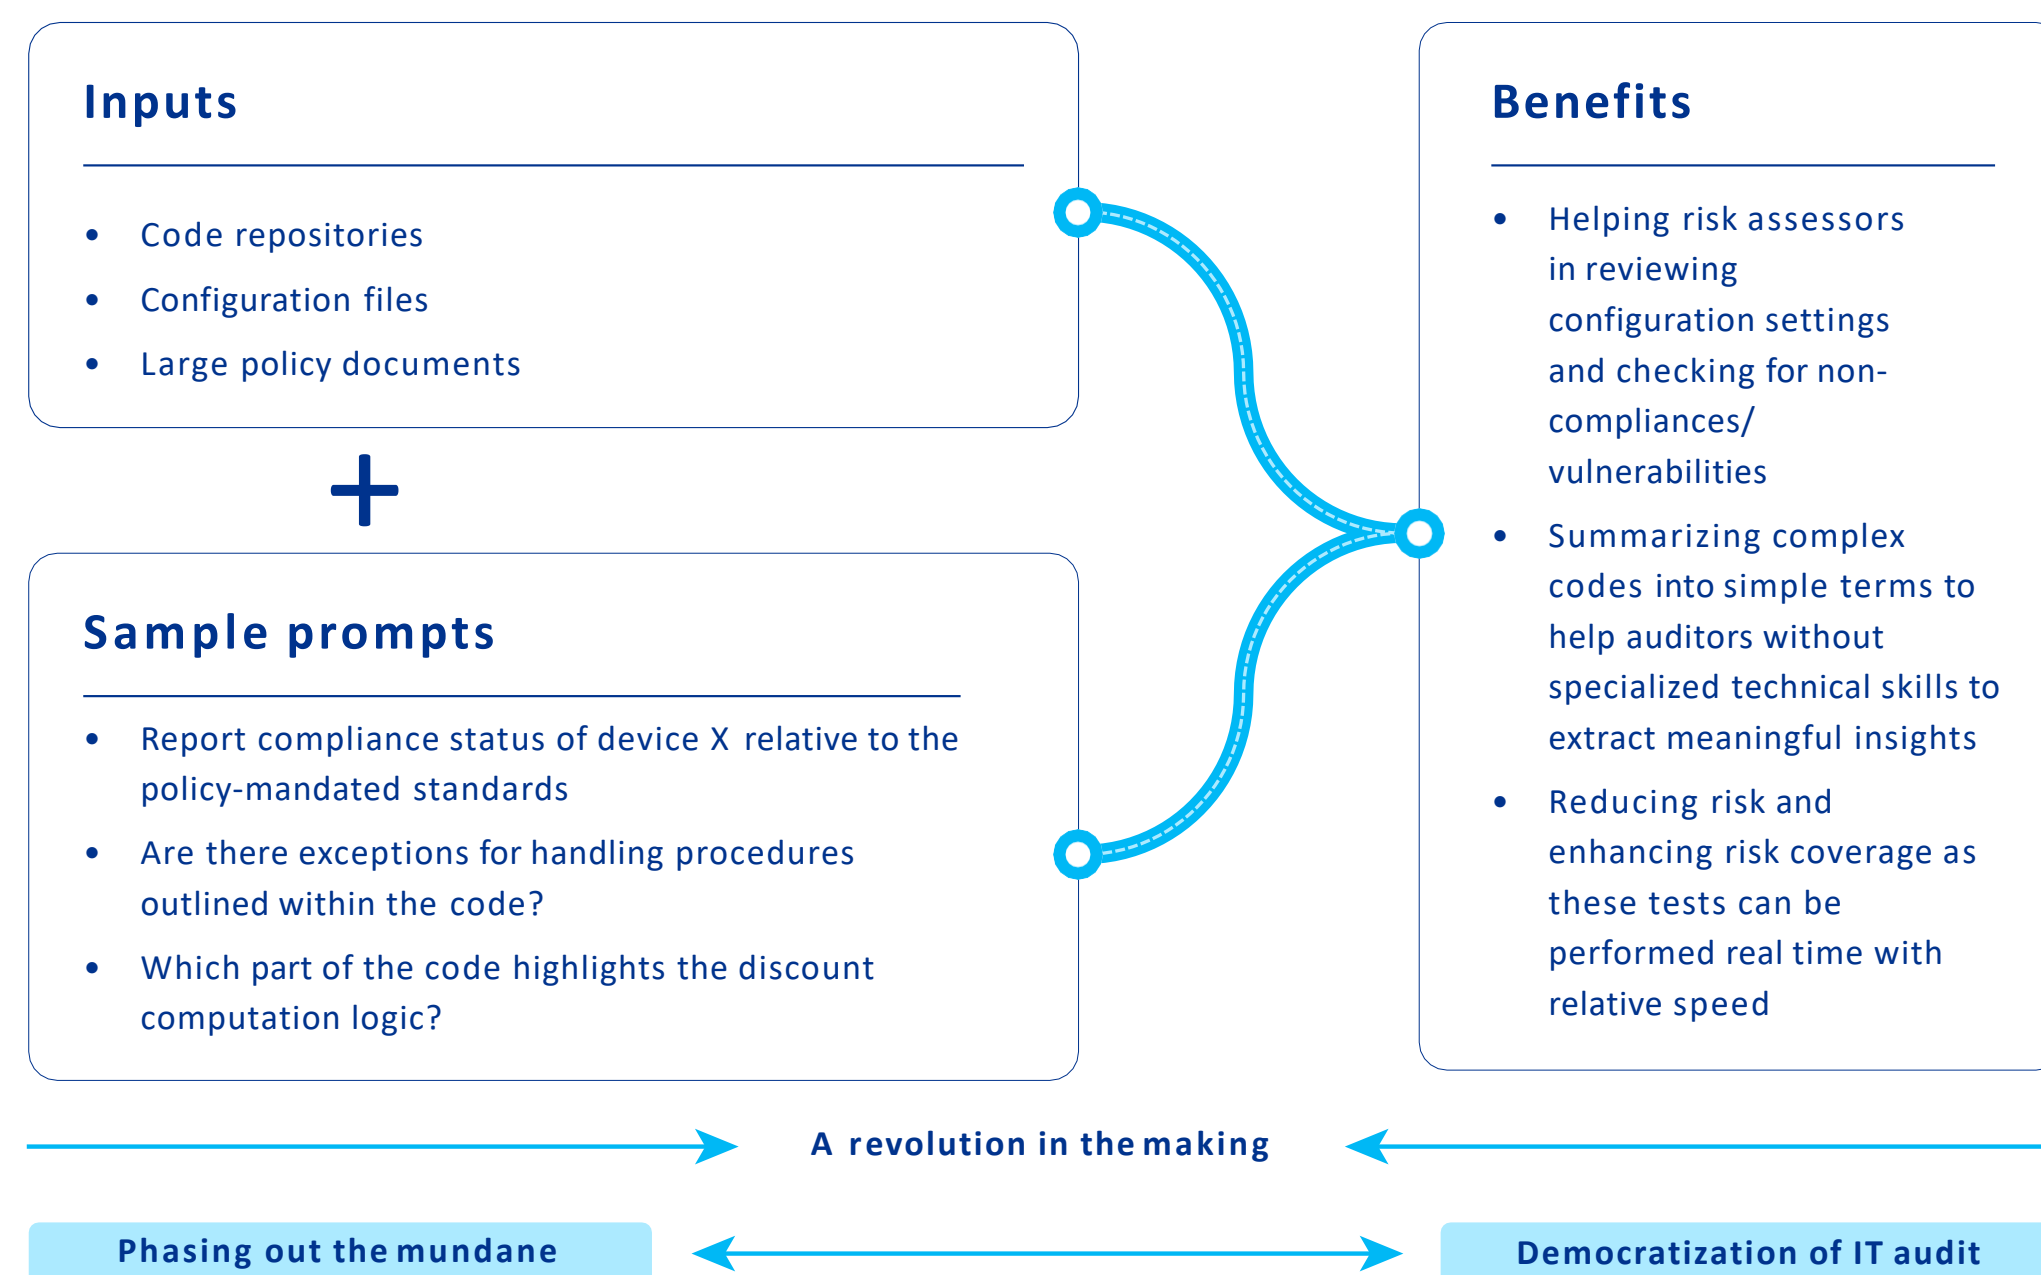 Inputs
• Code repositories
• Configuration files
• Large policy documents
+
Sample prompts
• Report compliance status of device X relative to the
policy-mandated standards
• Are there exceptions for handling procedures
outlined within the code?
• Which part of the code highlights the discount
computation logic?
Benefits
• Helping risk assessors
in reviewing
configuration settings
and checking for non-
compliances/
vulnerabilities
• Summarizing complex
codes into simple terms to
help auditors without
specialized technical skills to
extract meaningful insights
• Reducing risk and
enhancing risk coverage as
these tests can be
performed real time with
relative speed
A revolution in the making
Phasing out the mundane
Democratization of IT audit